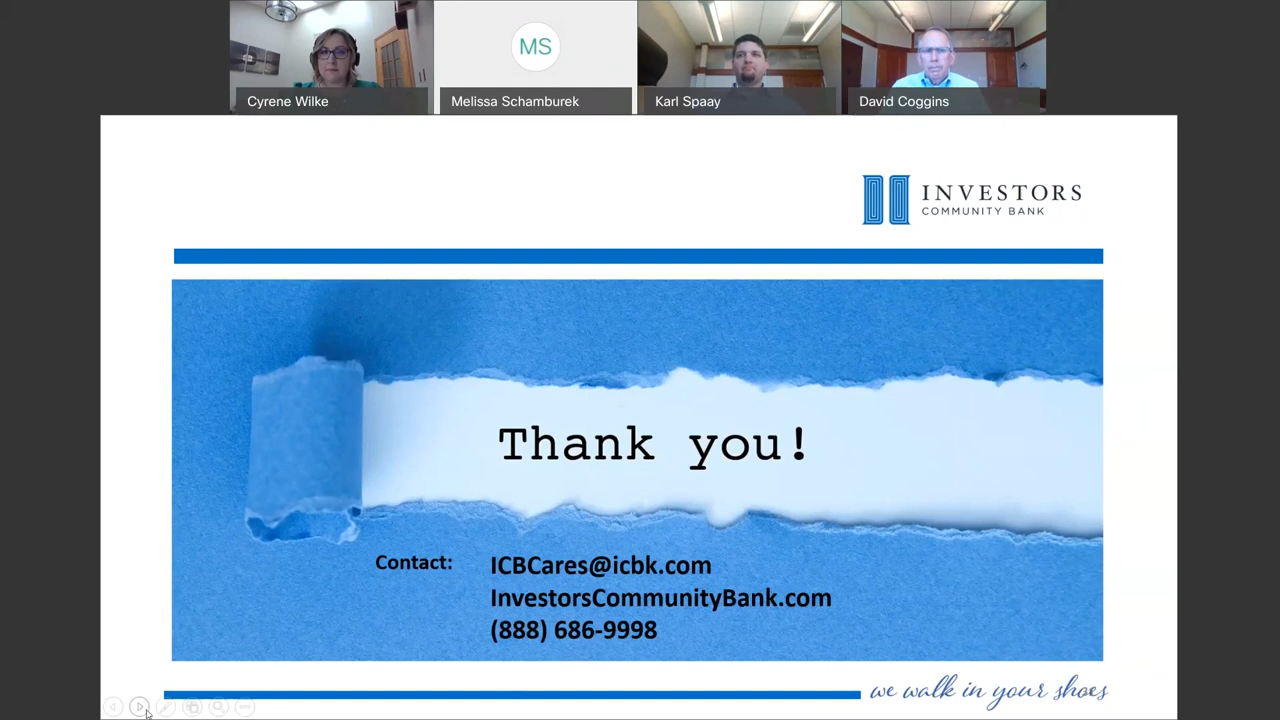 MS
Cyrene Wilke
Melissa Schamburek
Karl Spaay
David Coggins
INVESTORS
COMMUNITY BANK
Thank you!
Contact:
ICBCares@icbk.com
InvestorsCommunityBank.com
(888) 686-9998
we walk in your shoes